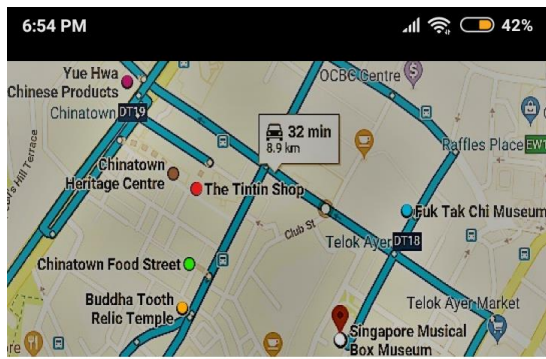 6:54 PM
42%
Yue Hwa
Chinese Products
OCBC Centre
S
Chinatown DT19
32 min
8.9 km
Raffles Place EW1
Chinatown
Heritage Centre
The Tintin Shop
Fuk Tak Chi Museum
Club St
Telok Ayer DT18
Chinatown Food Street
Buddha Tooth
Relic Temple
Telok Ayer Market
Singapore Musical
Box Museum